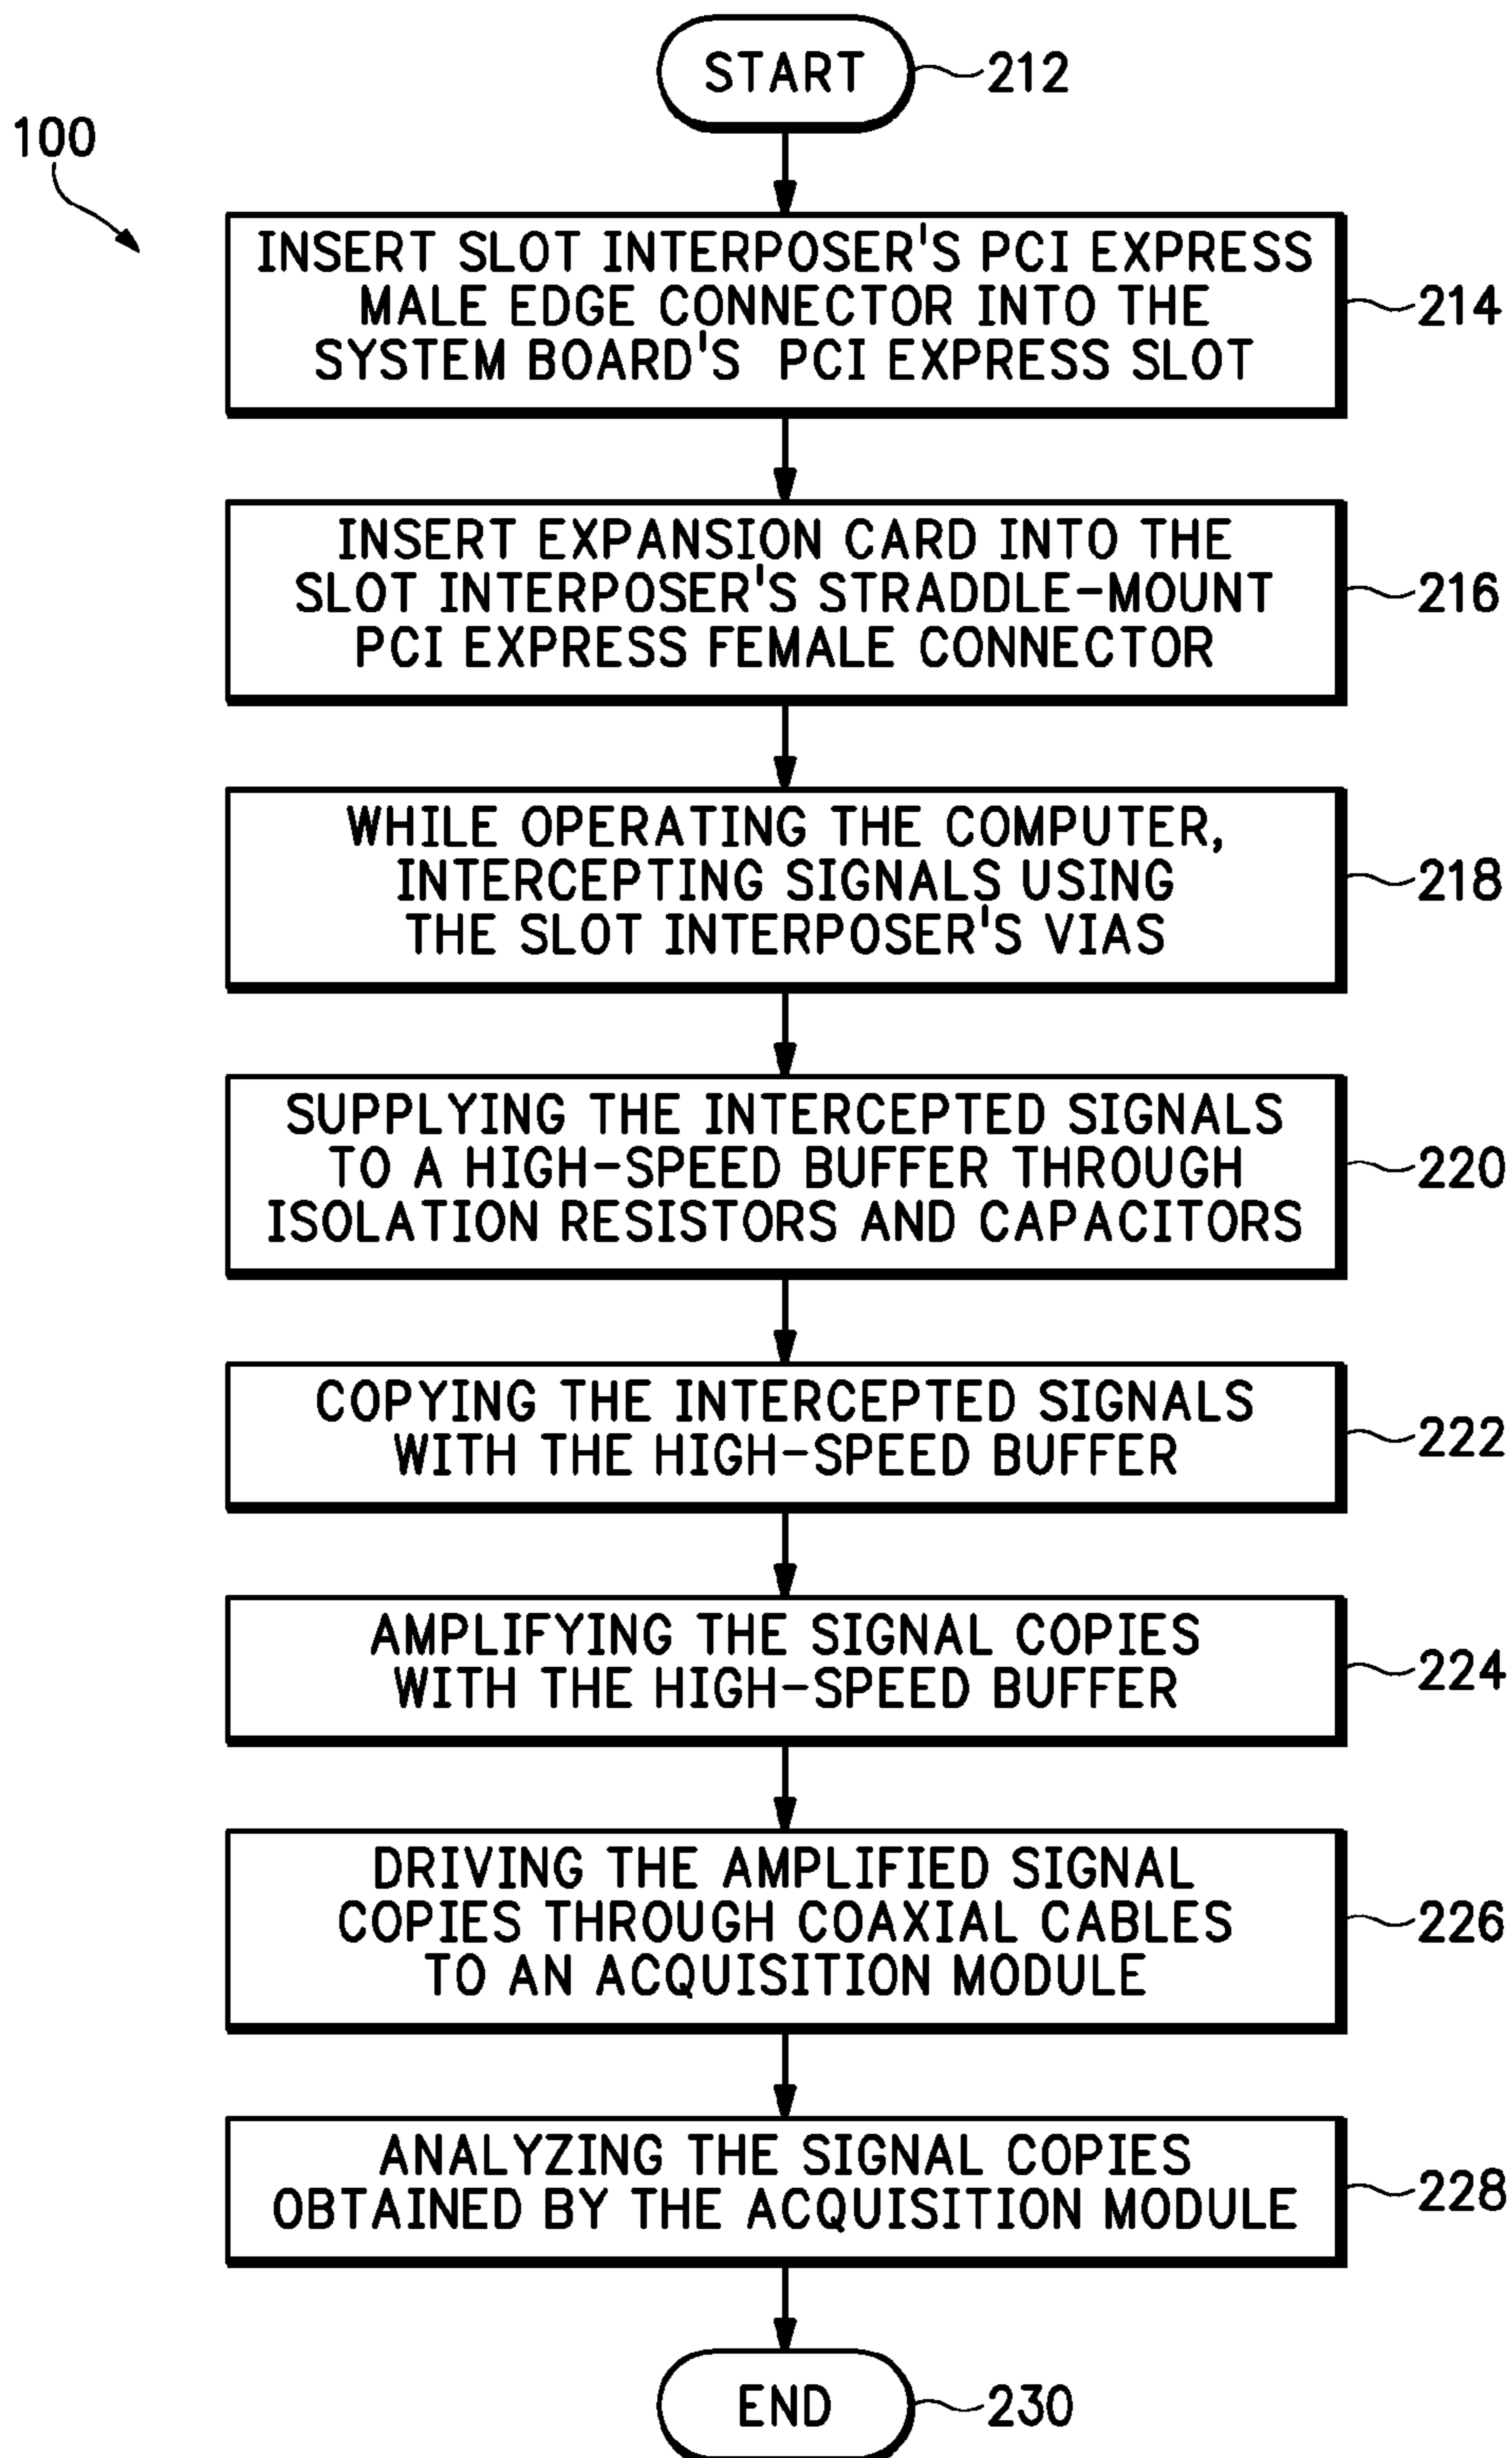 START
212
100
INSERT SLOT INTERPOSER'S PCI EXPRESS
MALE EDGE CONNECTOR INTO THE
SYSTEM BOARD'S PCI EXPRESS SLOT
214
INSERT EXPANSION CARD INTO THE
SLOT INTERPOSER'S STRADDLE-MOUNT
PCI EXPRESS FEMALE CONNECTOR
216
WHILE OPERATING THE COMPUTER,
INTERCEPTING SIGNALS USING
THE SLOT INTERPOSER'S VIAS
218
SUPPLYING THE INTERCEPTED SIGNALS
TO A HIGH-SPEED BUFFER THROUGH
ISOLATION RESISTORS AND CAPACITORS
220
COPYING THE INTERCEPTED SIGNALS
WITH THE HIGH-SPEED BUFFER
222
AMPLIFYING THE SIGNAL COPIES
WITH THE HIGH-SPEED BUFFER
224
DRIVING THE AMPLIFIED SIGNAL
COPIES THROUGH COAXIAL CABLES
TO AN ACQUISITION MODULE
226
ANALYZING THE SIGNAL COPIES
OBTAINED BY THE ACQUISITION MODULE
228
END
230